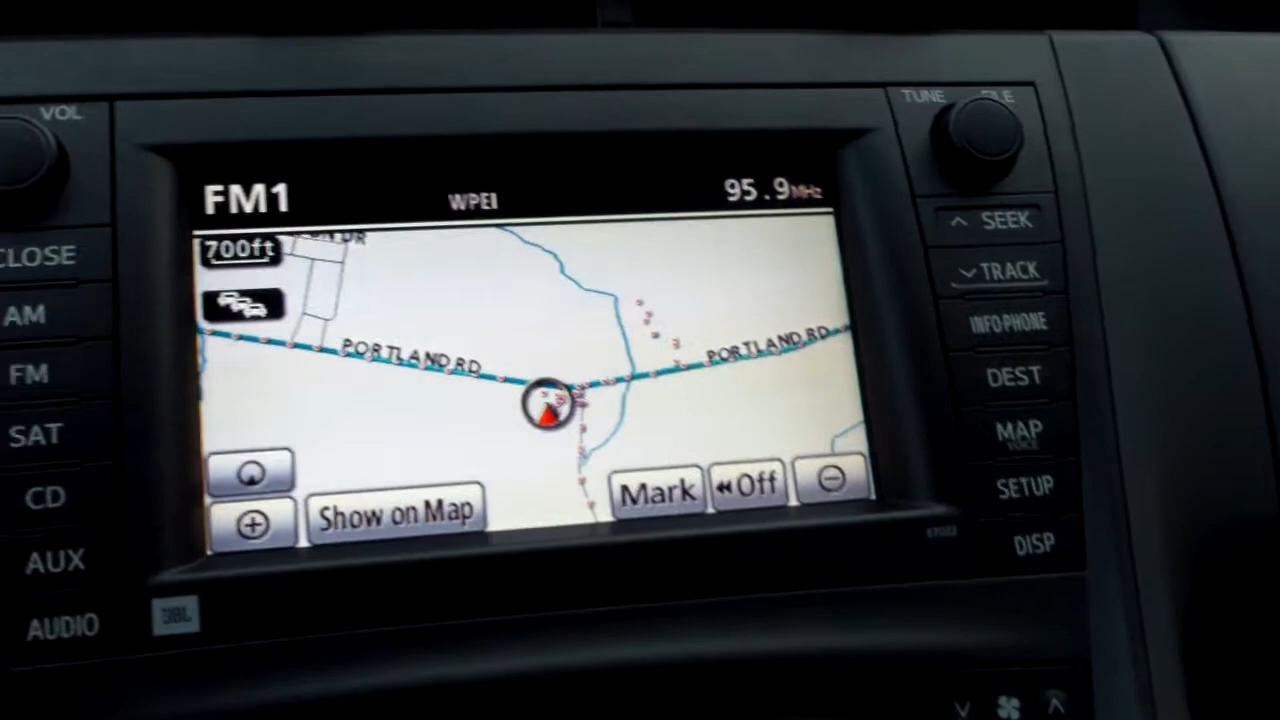 VOL
TUNE FILE
FM1 WPEI 95.9MHz
700ft
PORTLAND RD
PORTLAND RD
Show on Map
Mark
Off
CLOSE
AM
FM
SAT
CD
AUX
AUDIO
JBL
SEEK
TRACK
INFO·PHONE
DEST
MAP
VOICE
SETUP
DISP